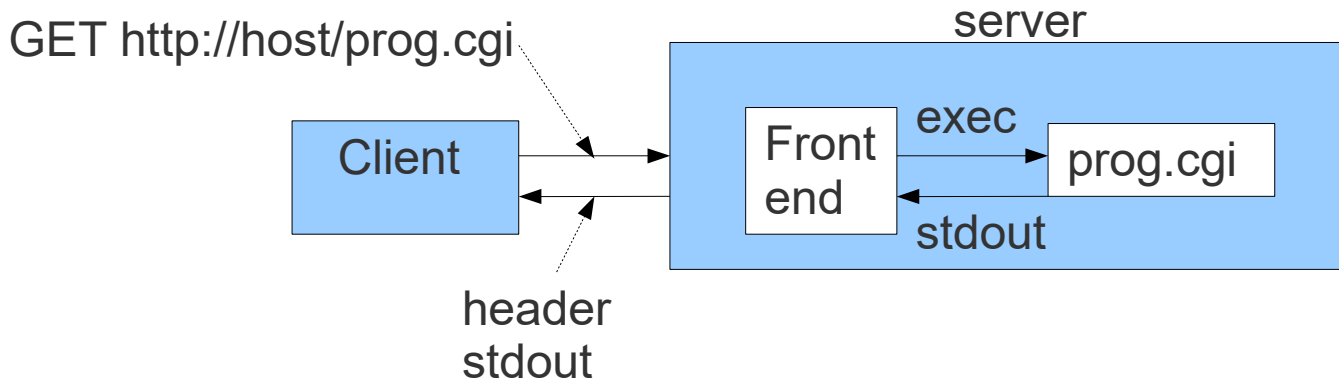 server
GET http://host/prog.cgi
Client
Front
end
exec
prog.cgi
stdout
header
stdout